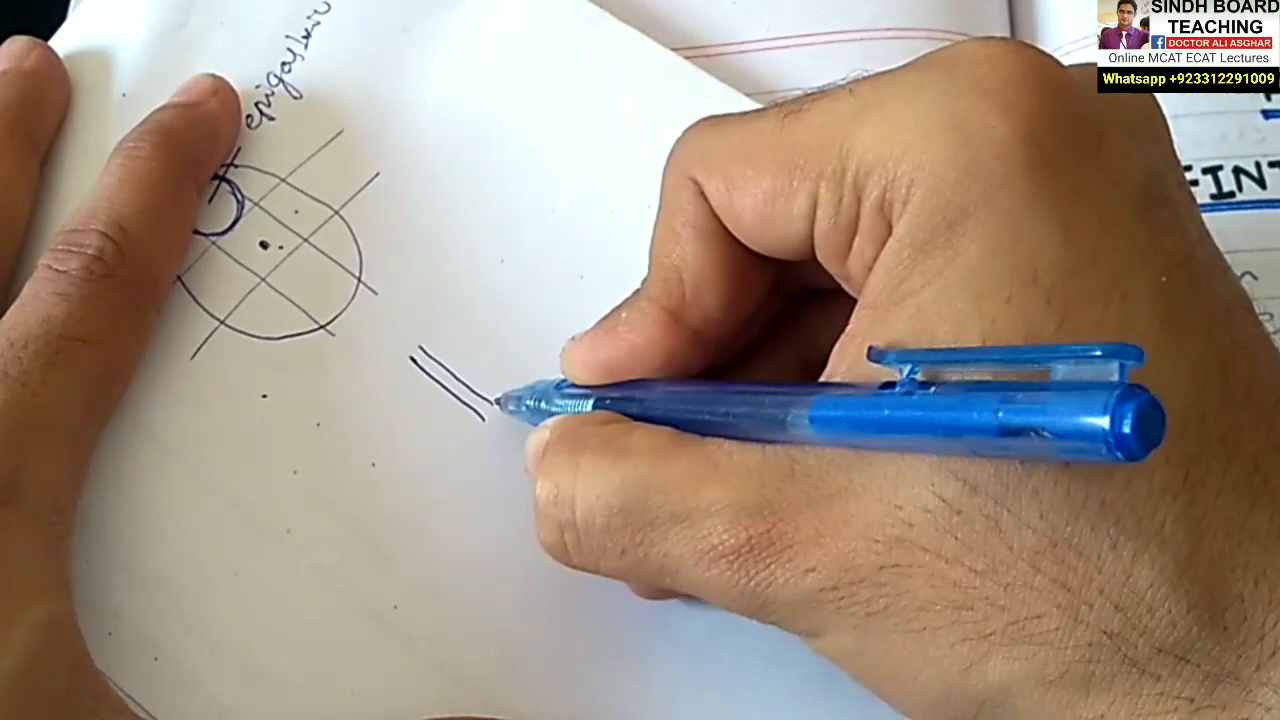 SINDH BOARD
TEACHING
DOCTOR ALI ASGHAR
Online MCAT ECAT Lectures
Whatsapp +923312291009
epigastric
FINT